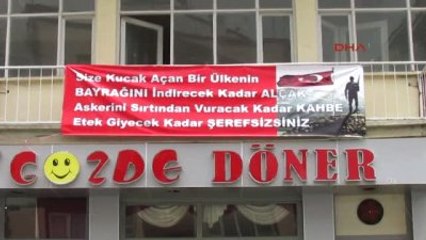 DHA
Size Kucak Açan Bir Ülkenin
BAYRAĞINI İndirecek Kadar ALÇAK
Askerini Sırtından Vuracak Kadar KAHBE
Etek Giyecek Kadar ŞEREFSİZSİNİZ
GÖZDE DÖNER